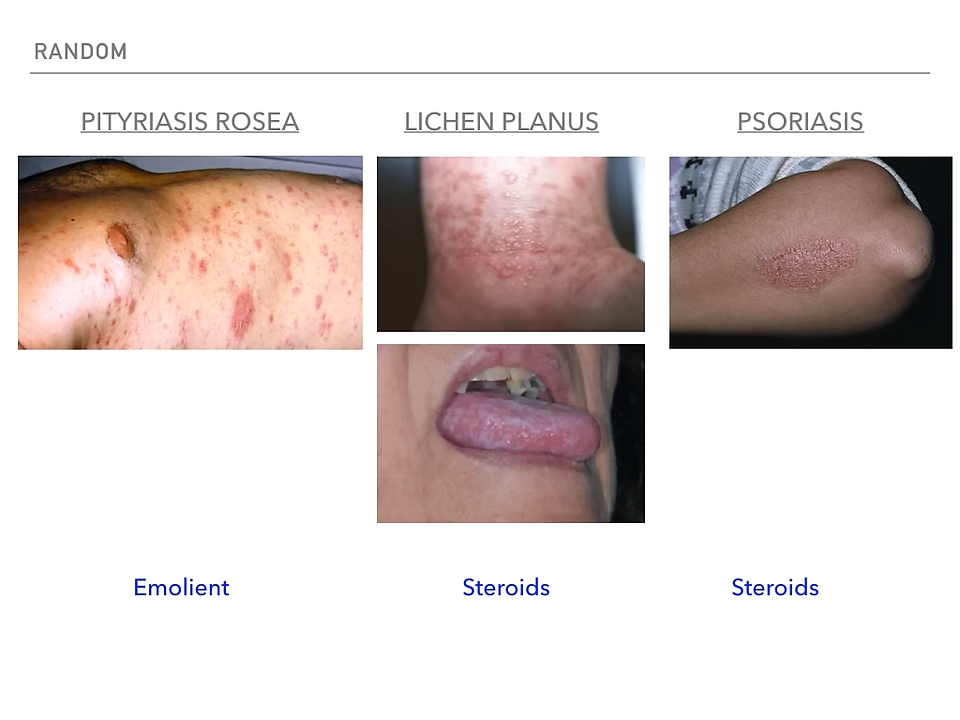 RANDOM
PITYRIASIS ROSEA
LICHEN PLANUS
PSORIASIS
Emolient
Steroids
Steroids